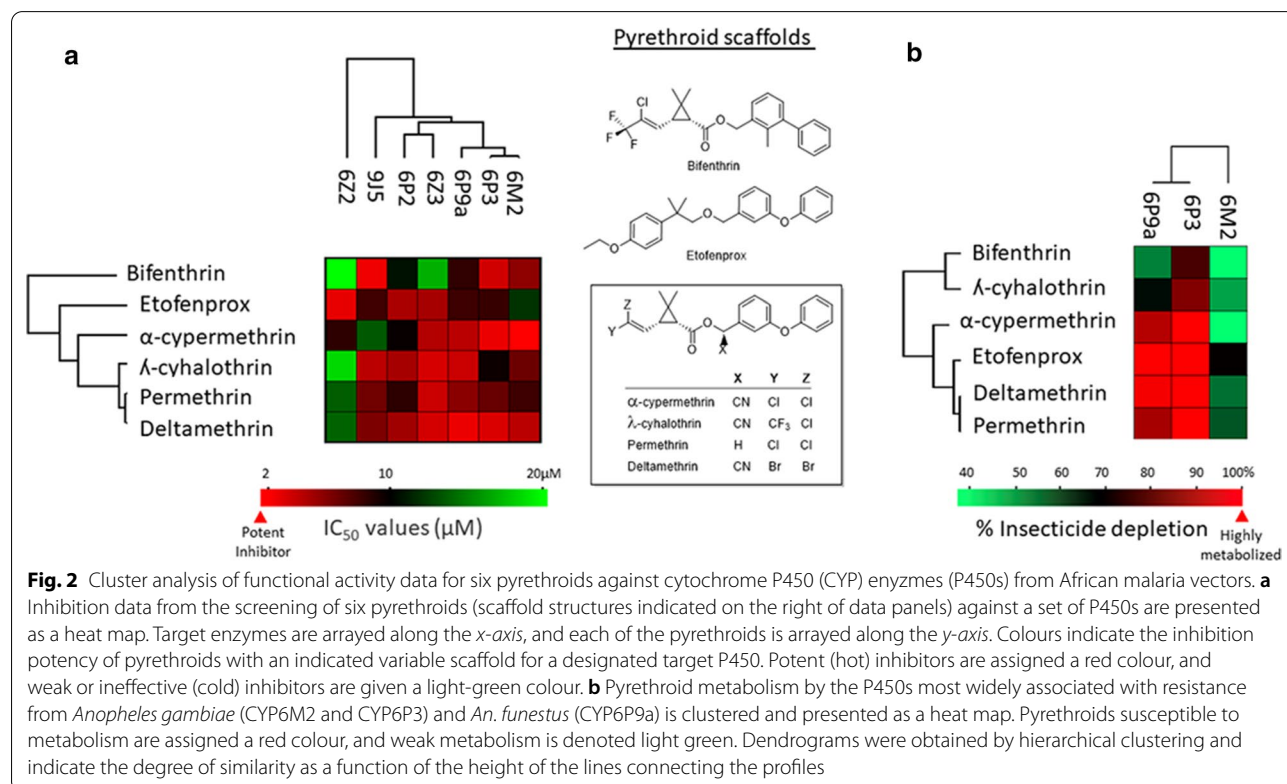 a
6Z2
9J5
6P2
6Z3
6P9a
6P3
6M2
Bifenthrin
Etofenprox
α-cypermethrin
ʎ-cyhalothrin
Permethrin
Deltamethrin
2 10 20μM
IC50 values (μM)
Potent
Inhibitor
Pyrethroid scaffolds
Cl
F
F
F
O
O
Bifenthrin
O
O
O
Etofenprox
Z
Y
O
O
X
O
X Y Z
α-cypermethrin CN Cl Cl
λ-cyhalothrin CN CF3 Cl
Permethrin H Cl Cl
Deltamethrin CN Br Br
b
6P9a
6P3
6M2
Bifenthrin
ʎ-cyhalothrin
α-cypermethrin
Etofenprox
Deltamethrin
Permethrin
40 50 60 70 80 90 100%
% Insecticide depletion
Highly
metabolized
Fig. 2 Cluster analysis of functional activity data for six pyrethroids against cytochrome P450 (CYP) enyzmes (P450s) from African malaria vectors. a
Inhibition data from the screening of six pyrethroids (scaffold structures indicated on the right of data panels) against a set of P450s are presented
as a heat map. Target enzymes are arrayed along the x-axis, and each of the pyrethroids is arrayed along the y-axis. Colours indicate the inhibition
potency of pyrethroids with an indicated variable scaffold for a designated target P450. Potent (hot) inhibitors are assigned a red colour, and
weak or ineffective (cold) inhibitors are given a light-green colour. b Pyrethroid metabolism by the P450s most widely associated with resistance
from Anopheles gambiae (CYP6M2 and CYP6P3) and An. funestus (CYP6P9a) is clustered and presented as a heat map. Pyrethroids susceptible to
metabolism are assigned a red colour, and weak metabolism is denoted light green. Dendrograms were obtained by hierarchical clustering and
indicate the degree of similarity as a function of the height of the lines connecting the profiles